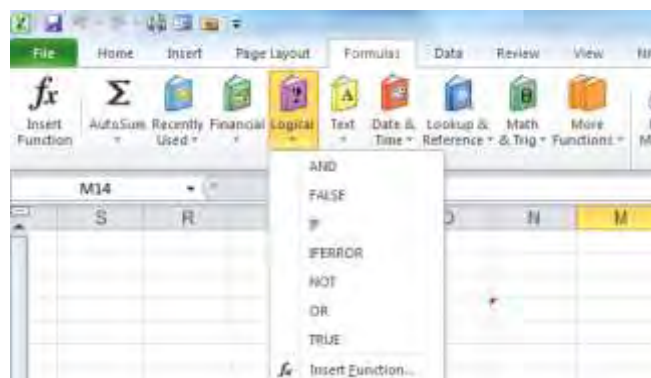 File Home Insert Page Layout Formulas Data Review View
fx Σ ? A θ
Insert AutoSum Recently Financial Logical Text Date & Lookup & Math More
Function Used Time Reference & Trig Functions
M14
S R N M
AND
FALSE
IF
IFERROR
NOT
OR
TRUE
fx Insert Function...